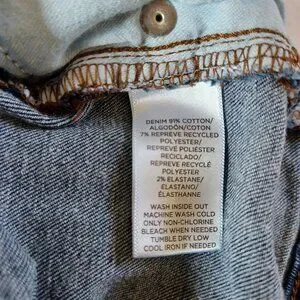 DENIM 91% COTTON/
ALGODÓN/COTON
7% REPREVE RECYCLED
POLYESTER/
REPREVE POLIÉSTER
RECICLADO/
REPREVE RECYCLÉ
POLYESTER
2% ELASTANE/
ELASTANO/
ÉLASTHANNE
WASH INSIDE OUT
MACHINE WASH COLD
ONLY NON-CHLORINE
BLEACH WHEN NEEDED
TUMBLE DRY LOW
COOL IRON IF NEEDED